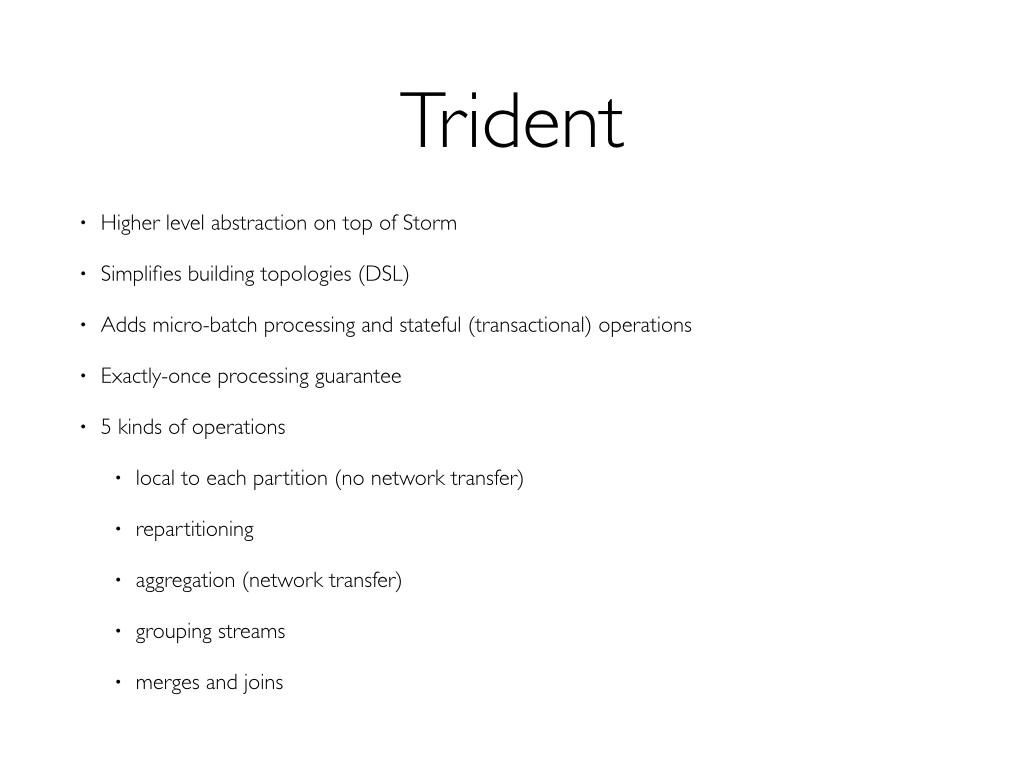 Trident
• Higher level abstraction on top of Storm
• Simplifies building topologies (DSL)
• Adds micro-batch processing and stateful (transactional) operations
• Exactly-once processing guarantee
• 5 kinds of operations
• local to each partition (no network transfer)
• repartitioning
• aggregation (network transfer)
• grouping streams
• merges and joins